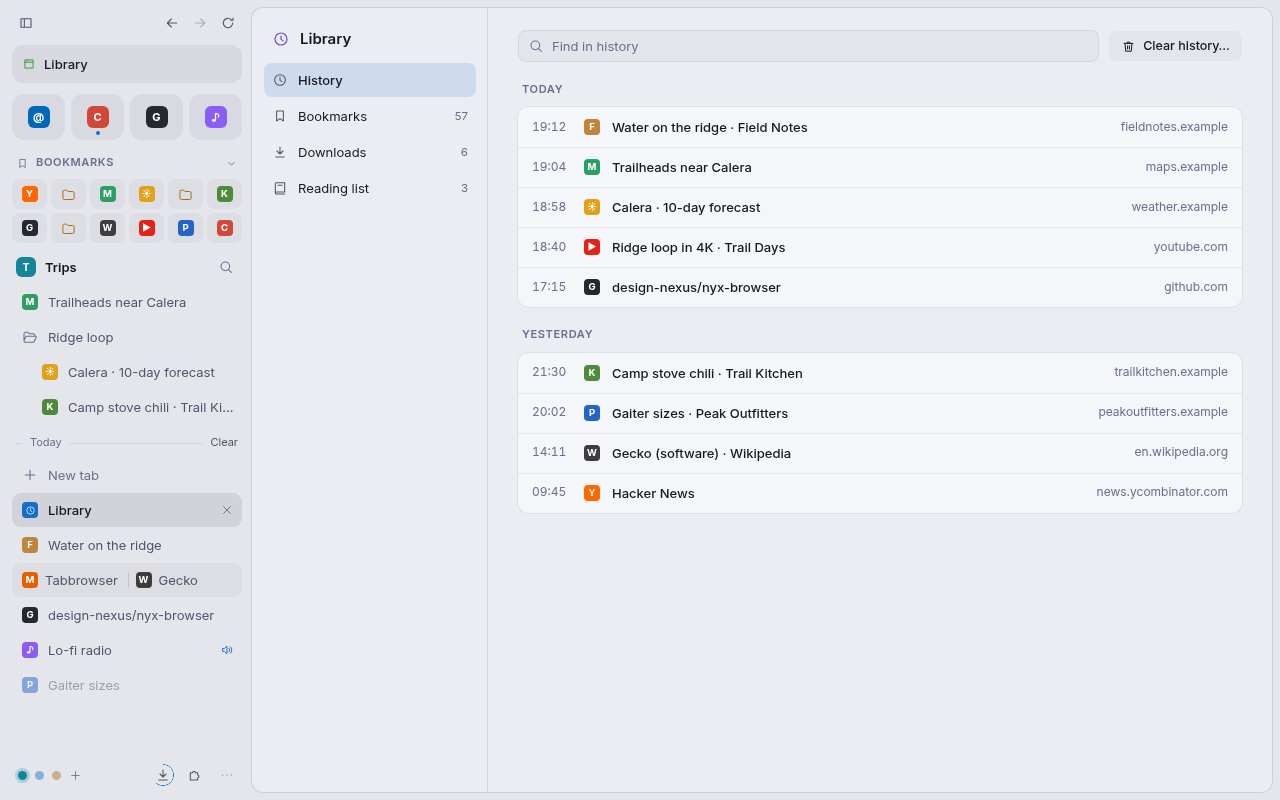 Library
@
C
G
BOOKMARKS
Y
M
K
G
W
P
C
T Trips
M Trailheads near Calera
Ridge loop
Calera · 10-day forecast
K Camp stove chili · Trail Ki...
Today
Clear
New tab
Library
F Water on the ridge
M Tabbrowser W Gecko
G design-nexus/nyx-browser
Lo-fi radio
P Gaiter sizes
Library
History
Bookmarks 57
Downloads 6
Reading list 3
Find in history
Clear history...
TODAY
19:12 F Water on the ridge · Field Notes fieldnotes.example
19:04 M Trailheads near Calera maps.example
18:58 Calera · 10-day forecast weather.example
18:40 Ridge loop in 4K · Trail Days youtube.com
17:15 G design-nexus/nyx-browser github.com
YESTERDAY
21:30 K Camp stove chili · Trail Kitchen trailkitchen.example
20:02 P Gaiter sizes · Peak Outfitters peakoutfitters.example
14:11 W Gecko (software) · Wikipedia en.wikipedia.org
09:45 Y Hacker News news.ycombinator.com